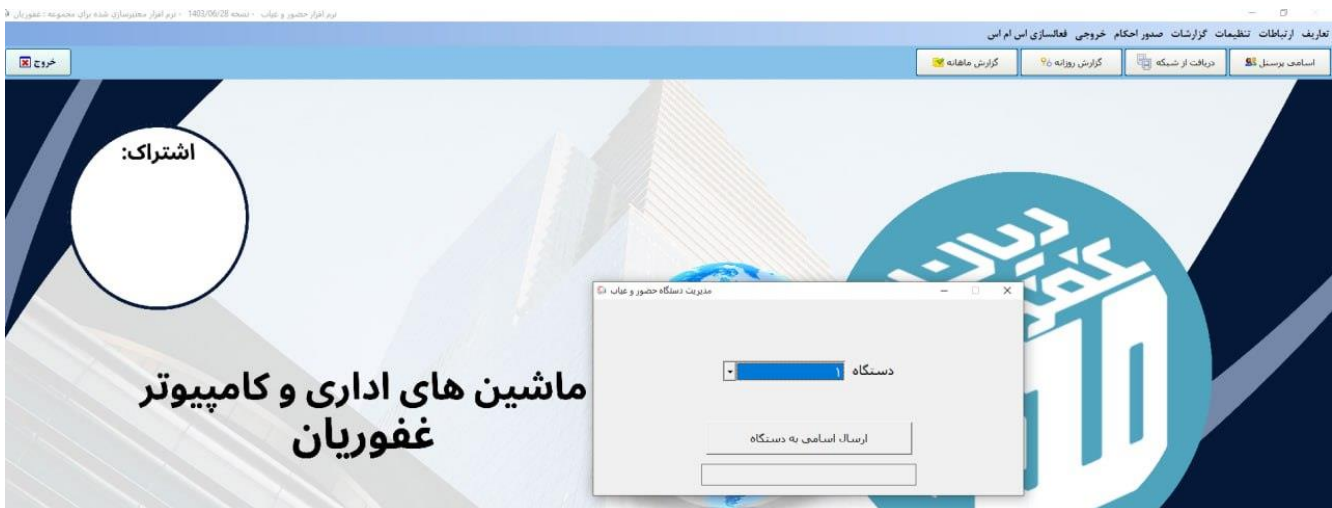 نرم افزار حضور و غیاب - نسخه 1403/06/28 - نرم افزار معتبرسازی شده برای مجموعه : غفوریان
تعاریف ارتباطات تنظیمات گزارشات صدور احکام خروجی فعالسازی اس ام اس
اسامی پرسنل دریافت از شبکه گزارش روزانه گزارش ماهانه خروج
اشتراک:
مدیریت دستگاه حضور و غیاب
دستگاه ۱
ارسال اسامی به دستگاه
ماشین های اداری و کامپیوتر
غفوریان